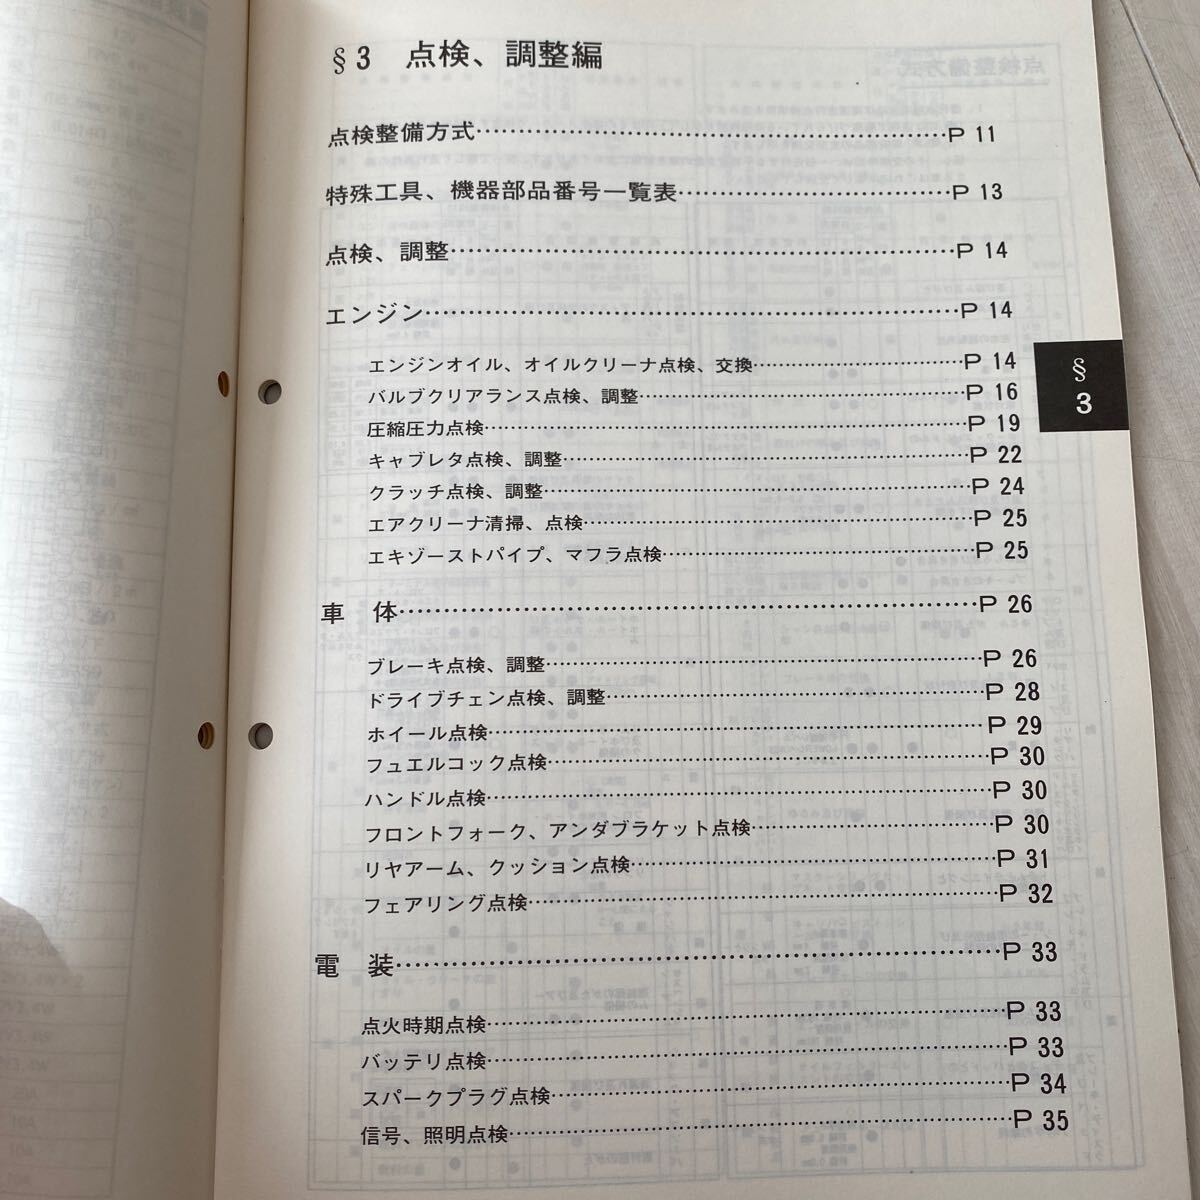 §3 点検、調整編
点検整備方式……P 11
特殊工具、機器部品番号一覧表……P 13
点検、調整……P 14
エンジン……P 14
エンジンオイル、オイルクリーナ点検、交換……P 14
バルブクリアランス点検、調整……P 16
圧縮圧力点検……P 19
キャブレタ点検、調整……P 22
クラッチ点検、調整……P 24
エアクリーナ清掃、点検……P 25
エキゾーストパイプ、マフラ点検……P 25
車 体……P 26
ブレーキ点検、調整……P 26
ドライブチェン点検、調整……P 28
ホイール点検……P 29
フュエルコック点検……P 30
ハンドル点検……P 30
フロントフォーク、アンダブラケット点検……P 30
リヤアーム、クッション点検……P 31
フェアリング点検……P 32
電 装……P 33
点火時期点検……P 33
バッテリ点検……P 33
スパークプラグ点検……P 34
信号、照明点検……P 35
§
3